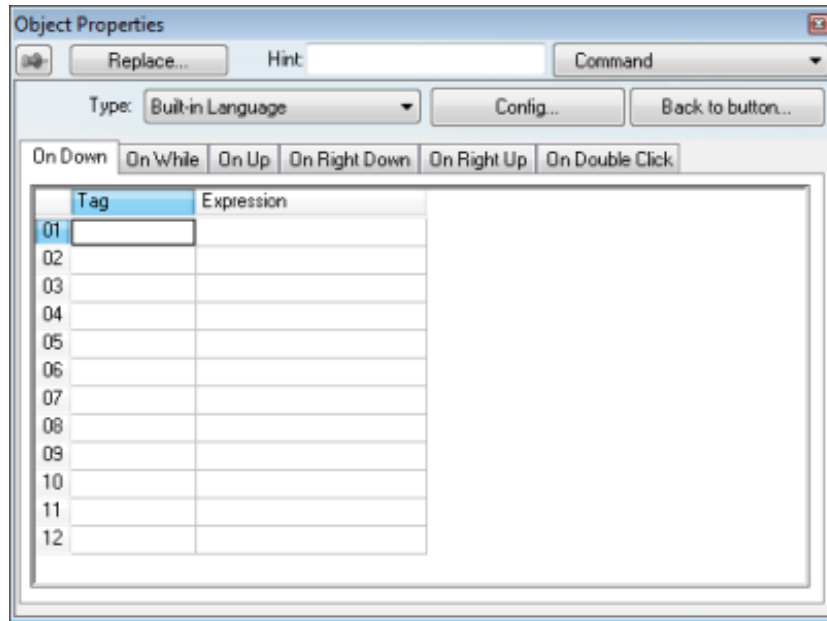 Object Properties
Replace... Hint: Command
Type: Built-in Language Config... Back to button...
On Down On While On Up On Right Down On Right Up On Double Click
Tag Expression
01
02
03
04
05
06
07
08
09
10
11
12